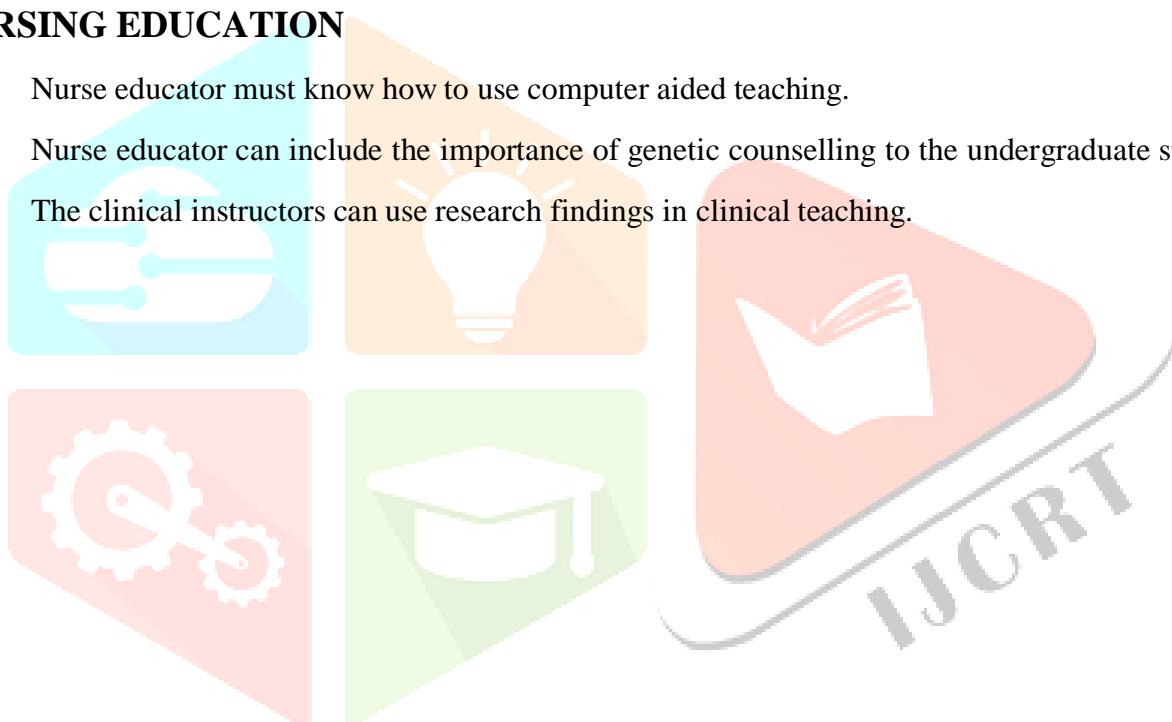 RSING EDUCATION
Nurse educator must know how to use computer aided teaching.
Nurse educator can include the importance of genetic counselling to the undergraduate s
The clinical instructors can use research findings in clinical teaching.
IJCRT